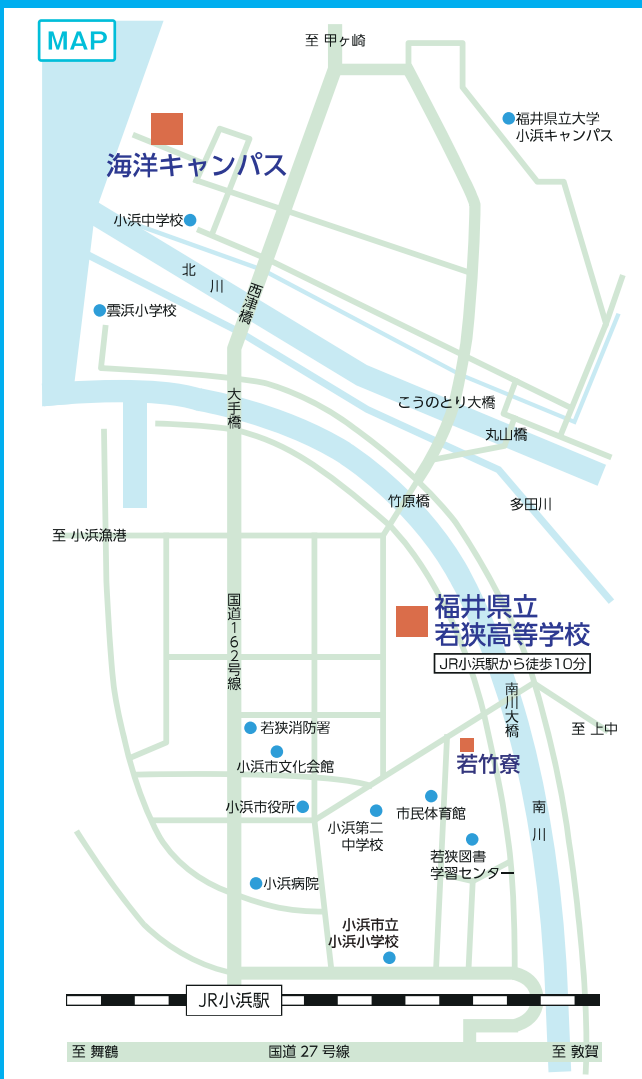 MAP
至 甲ヶ崎
福井県立大学
小浜キャンパス
海洋キャンパス
小浜中学校
北川
西津橋
雲浜小学校
大手橋
こうのとり大橋
丸山橋
竹原橋
多田川
至 小浜漁港
国道162号線
福井県立
若狭高等学校
JR小浜駅から徒歩10分
南川大橋
至 上中
若狭消防署
小浜市文化会館
若竹寮
小浜市役所
市民体育館
小浜第二
中学校
南川
若狭図書
学習センター
小浜病院
小浜市立
小浜小学校
JR小浜駅
至 舞鶴
国道 27 号線
至 敦賀